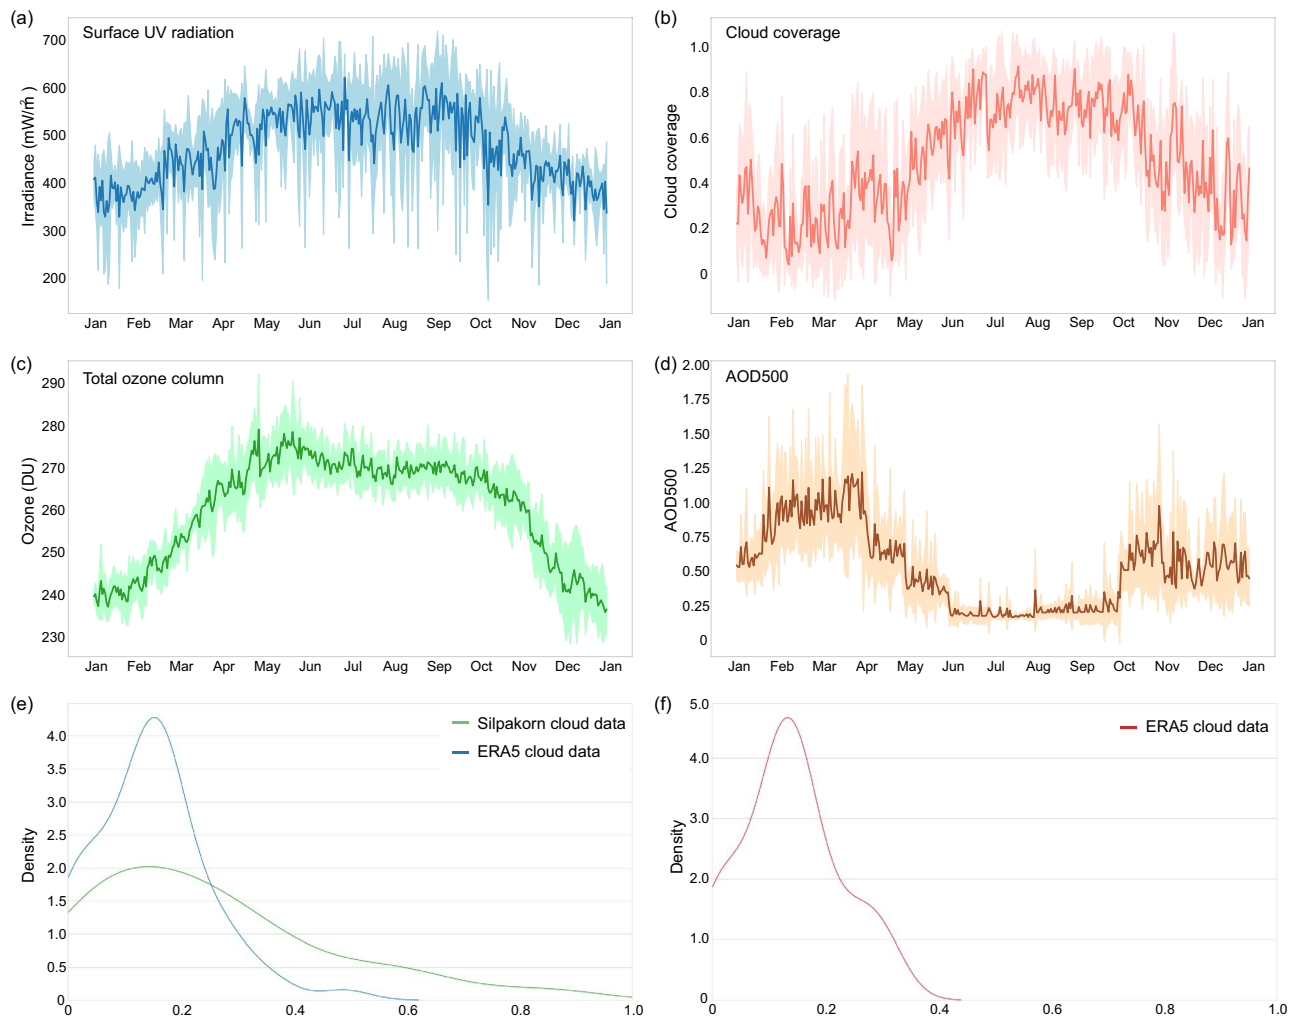 (a)
Surface UV radiation
Irradiance (mW/m²)
700
600
500
400
300
200
Jan Feb Mar Apr May Jun Jul Aug Sep Oct Nov Dec Jan
(b)
Cloud coverage
Cloud coverage
1.0
0.8
0.6
0.4
0.2
0
Jan Feb Mar Apr May Jun Jul Aug Sep Oct Nov Dec Jan
(c)
Total ozone column
Ozone (DU)
290
280
270
260
250
240
230
Jan Feb Mar Apr May Jun Jul Aug Sep Oct Nov Dec Jan
(d)
AOD500
AOD500
2.00
1.75
1.50
1.25
1.00
0.75
0.50
0.25
0
Jan Feb Mar Apr May Jun Jul Aug Sep Oct Nov Dec Jan
(e)
Silpakorn cloud data
ERA5 cloud data
Density
4.0
3.5
3.0
2.5
2.0
1.5
1.0
0.5
0
0 0.2 0.4 0.6 0.8 1.0
(f)
ERA5 cloud data
Density
5.0
4.0
3.0
2.0
1.0
0
0 0.2 0.4 0.6 0.8 1.0